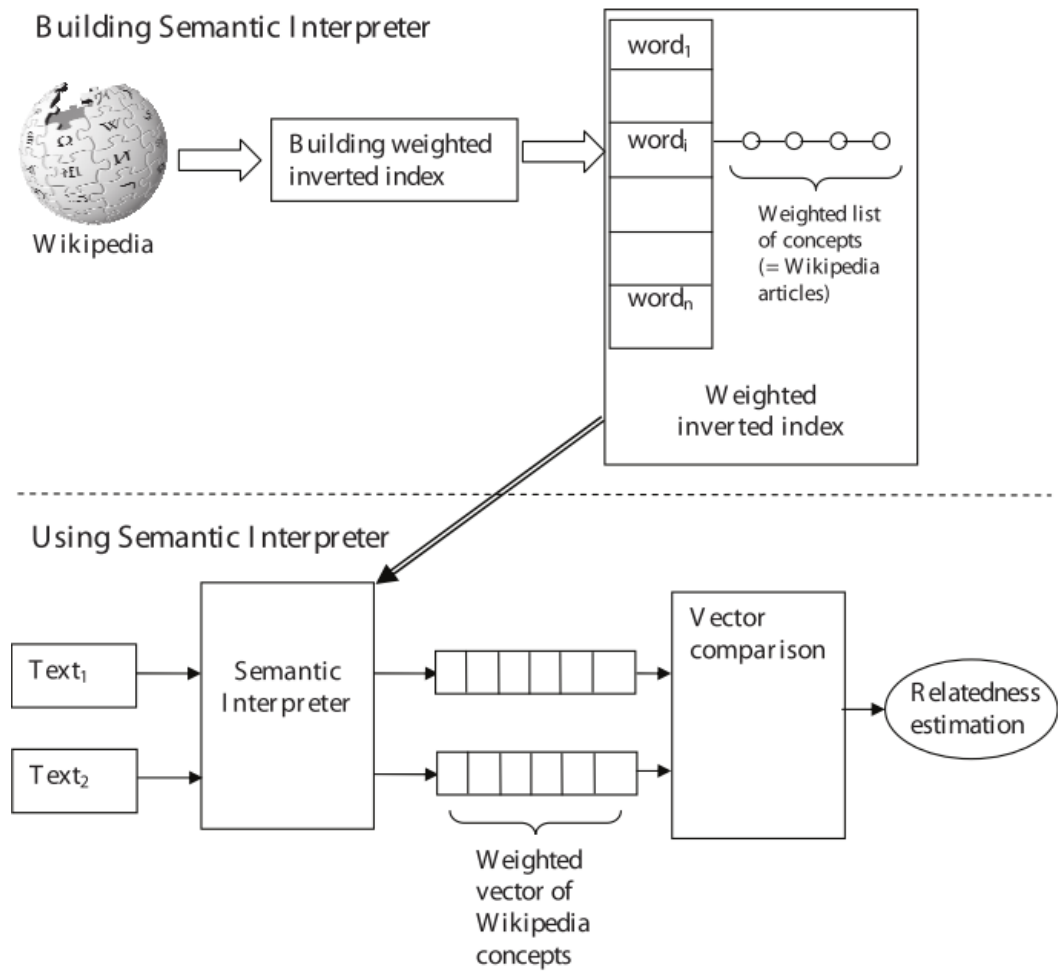 Building Semantic Interpreter
Wikipedia
Building weighted
inverted index
word₁
wordᵢ
wordₙ
Weighted list
of concepts
(= Wikipedia
articles)
Weighted
inverted index
Using Semantic Interpreter
Text₁
Text₂
Semantic
Interpreter
Weighted
vector of
Wikipedia
concepts
Vector
comparison
Relatedness
estimation